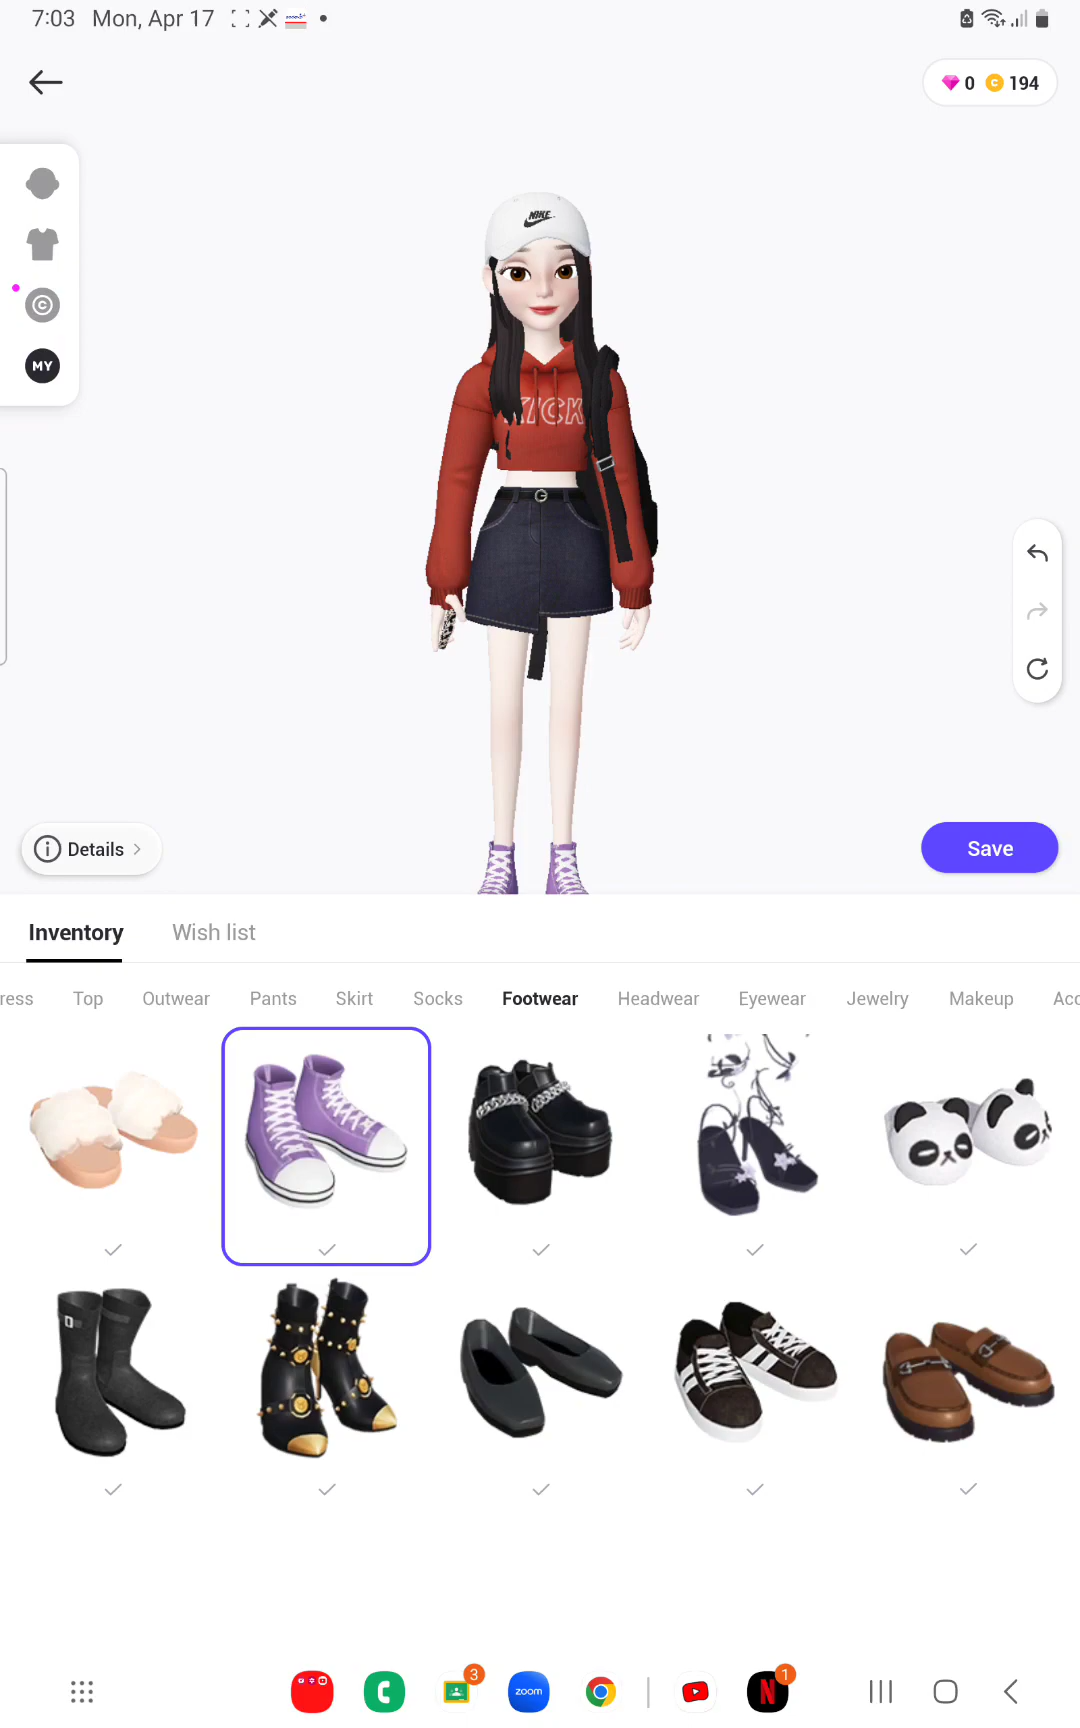 7:03 Mon, Apr 17
0 194
NIKE
MY
KICK
Details
Save
Inventory Wish list
ress Top Outwear Pants Skirt Socks Footwear Headwear Eyewear Jewelry Makeup Acc
3 zoom N 1